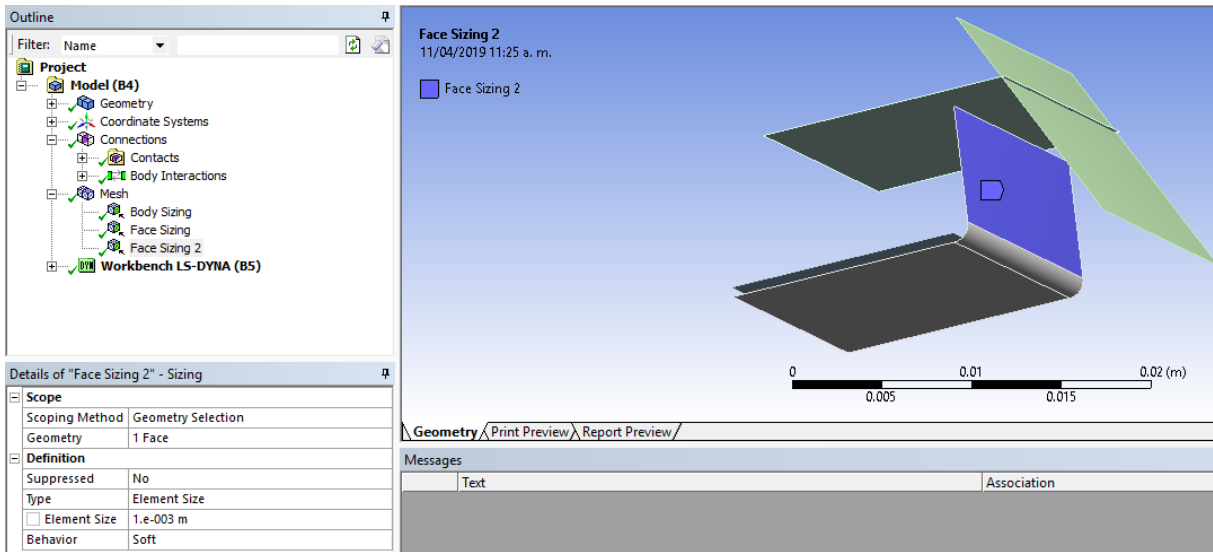 Outline
Filter: Name
Project
Model (B4)
Geometry
Coordinate Systems
Connections
Contacts
Body Interactions
Mesh
Body Sizing
Face Sizing
Face Sizing 2
DYN Workbench LS-DYNA (B5)
Details of "Face Sizing 2" - Sizing
Scope
Scoping Method Geometry Selection
Geometry 1 Face
Definition
Suppressed No
Type Element Size
Element Size 1.e-003 m
Behavior Soft
Face Sizing 2
11/04/2019 11:25 a. m.
Face Sizing 2
0 0.01 0.02 (m)
0.005 0.015
Geometry Print Preview Report Preview
Messages
Text Association